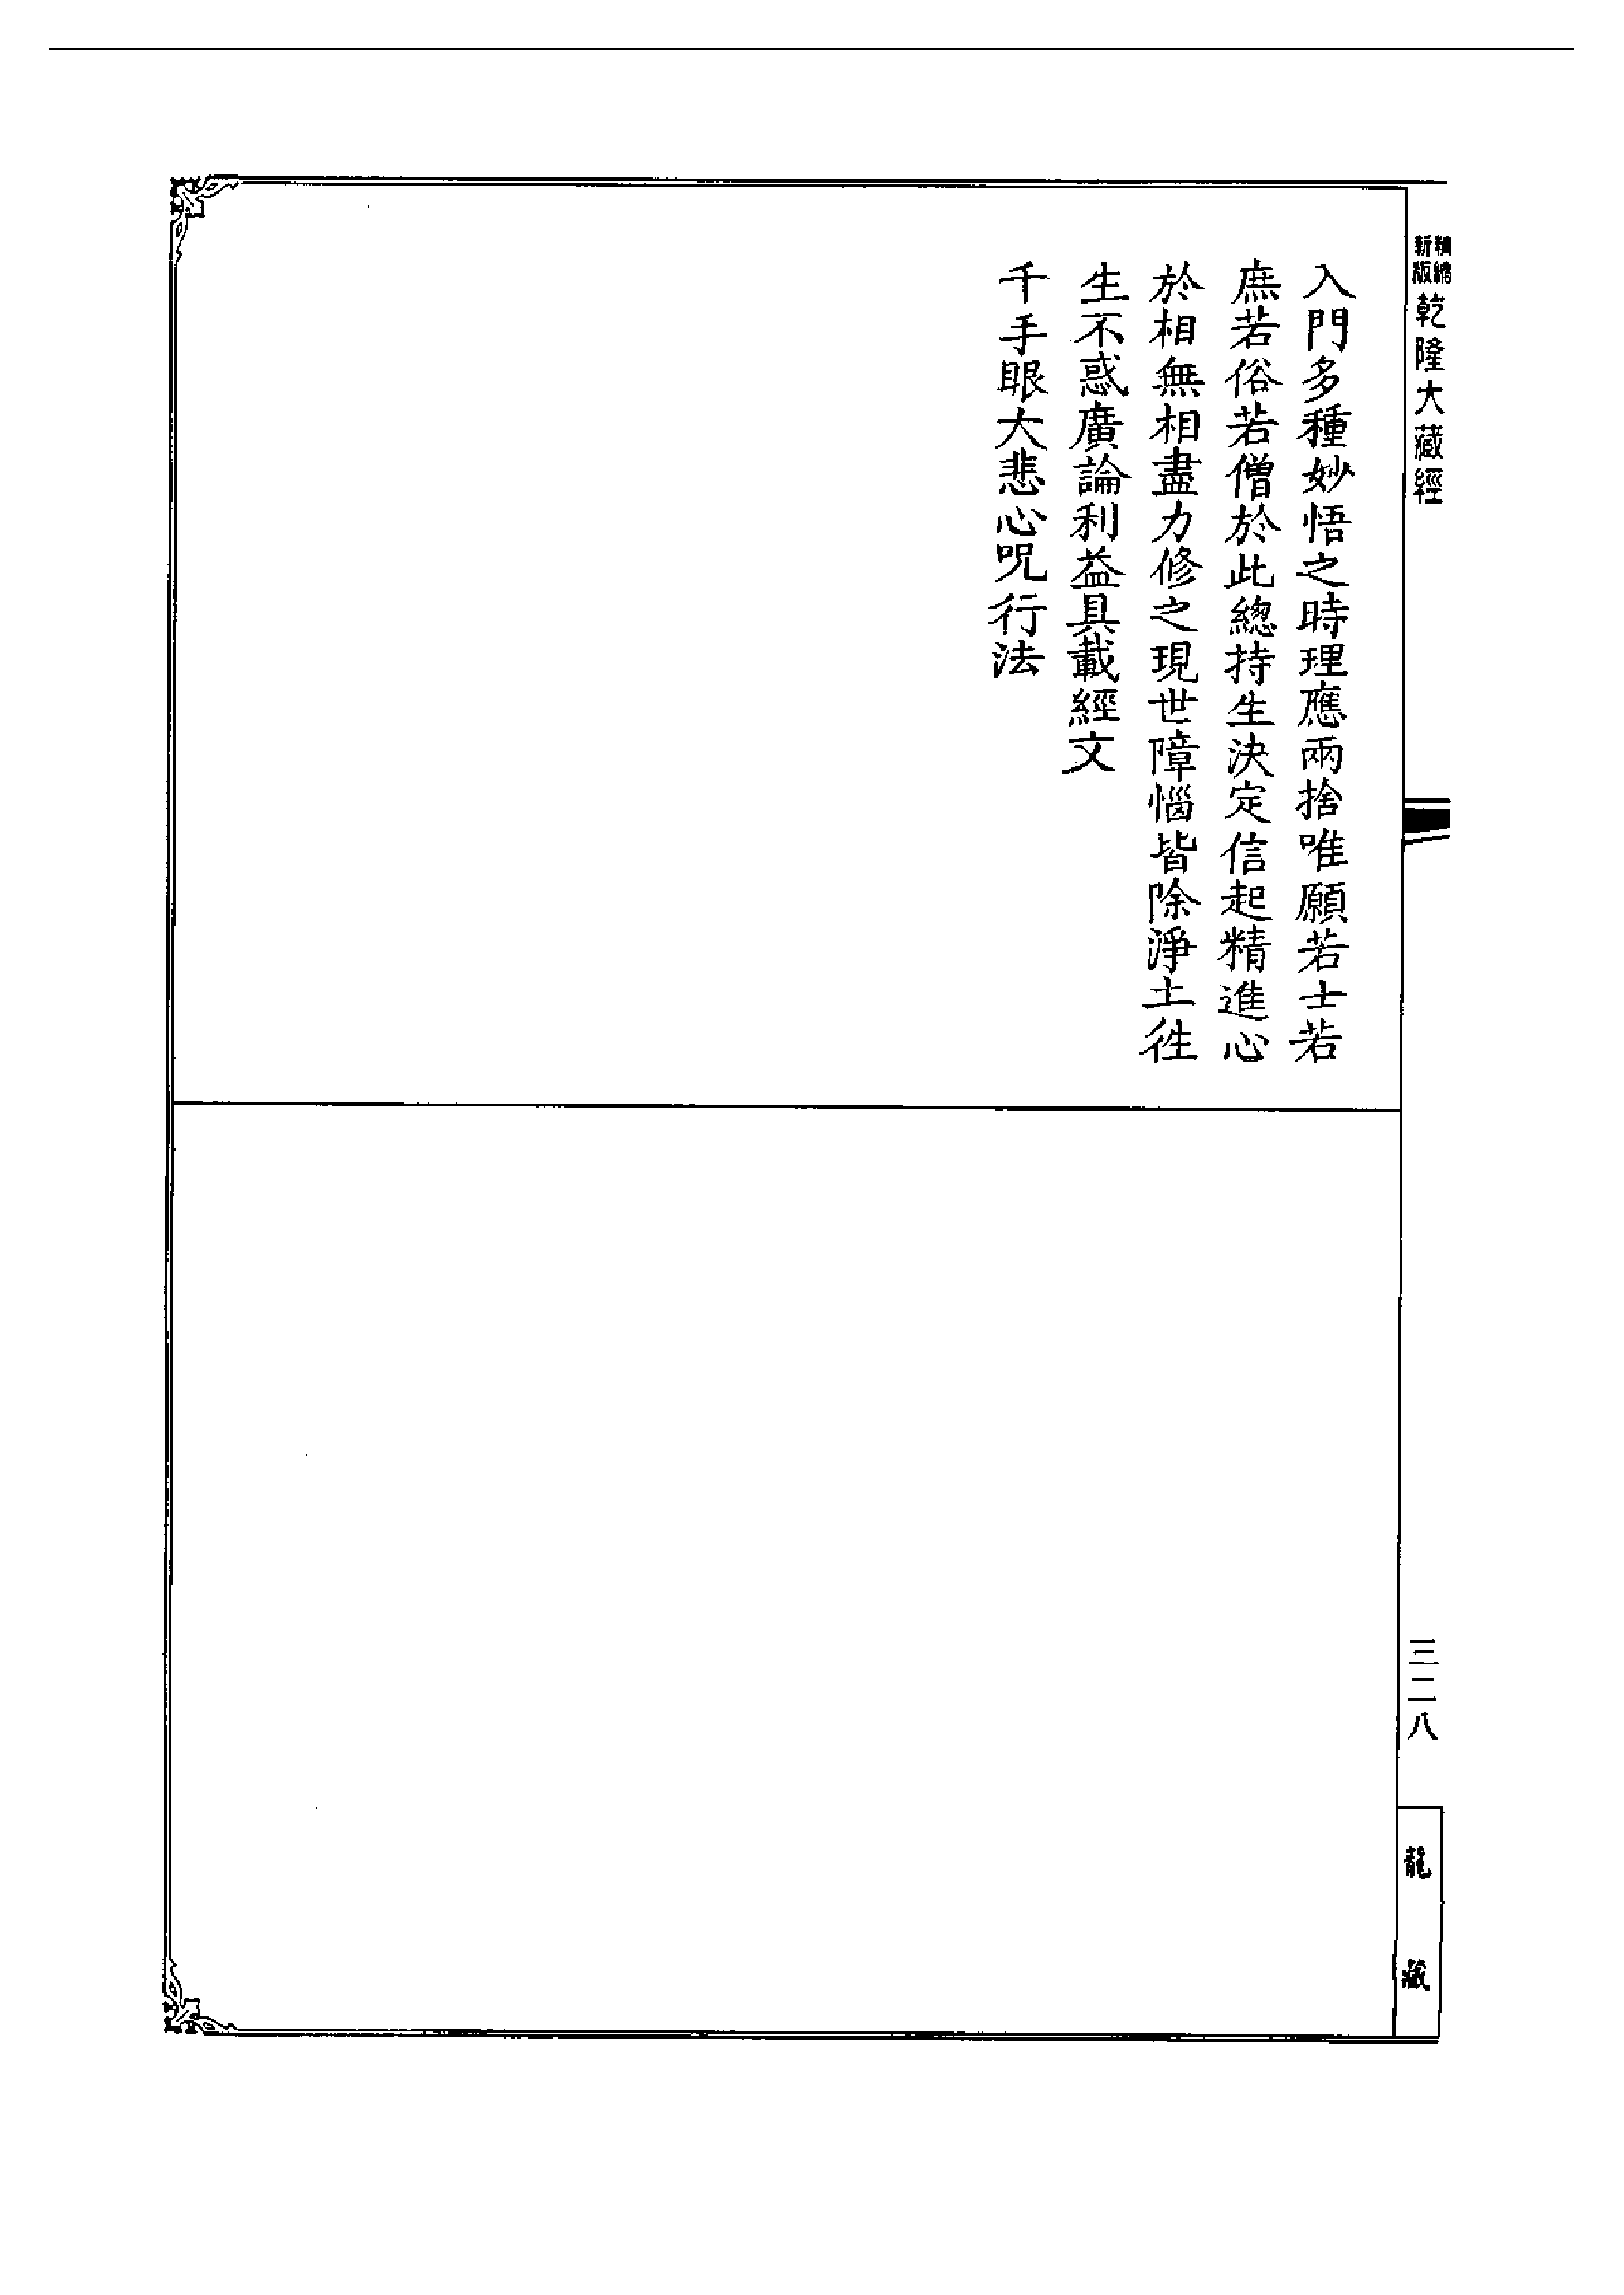 精縮新版乾隆大藏經
入門多種妙悟之時理應兩捨唯願若士若
庶若俗若僧於此總持生決定信起精進心
於相無相盡力修之現世障惱皆除淨土徃
生不惑廣論利益具載經文
千手眼大悲心呪行法
三二八
龍藏